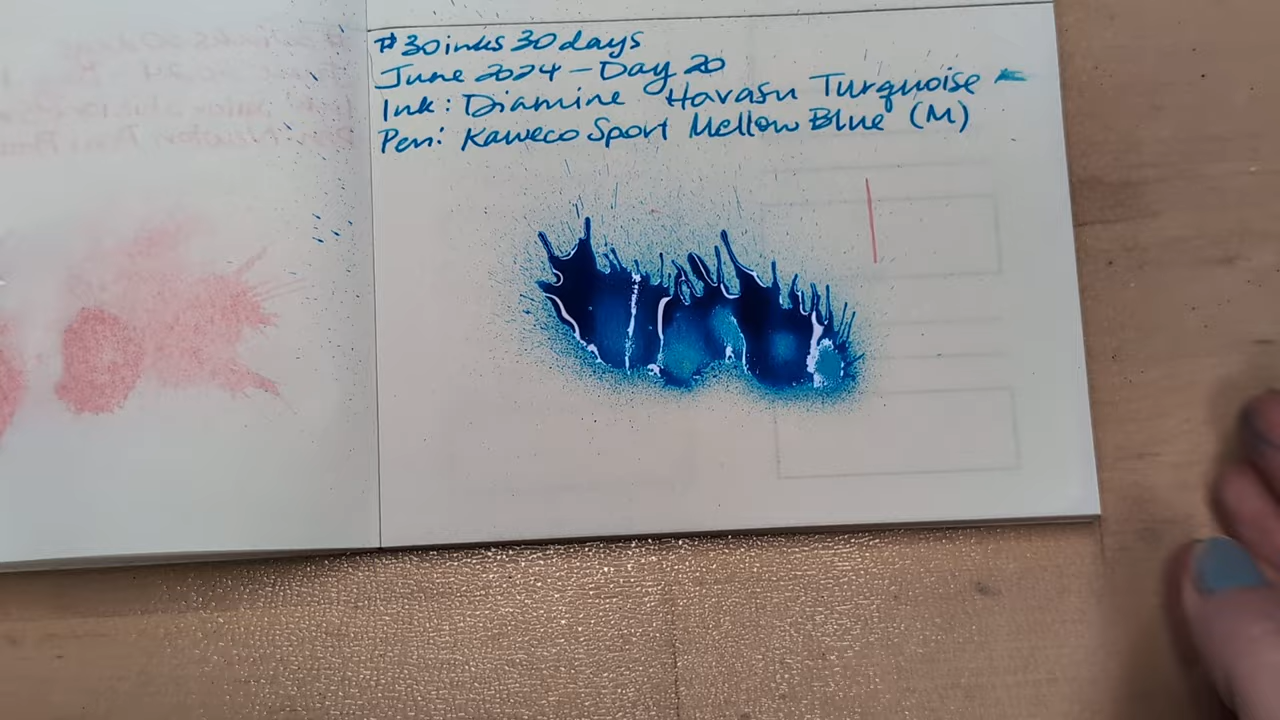 #30inks30days
June 2024 - Day 20
Ink: Diamine Havasu Turquoise
Pen: Kaweco Sport Mellow Blue (M)